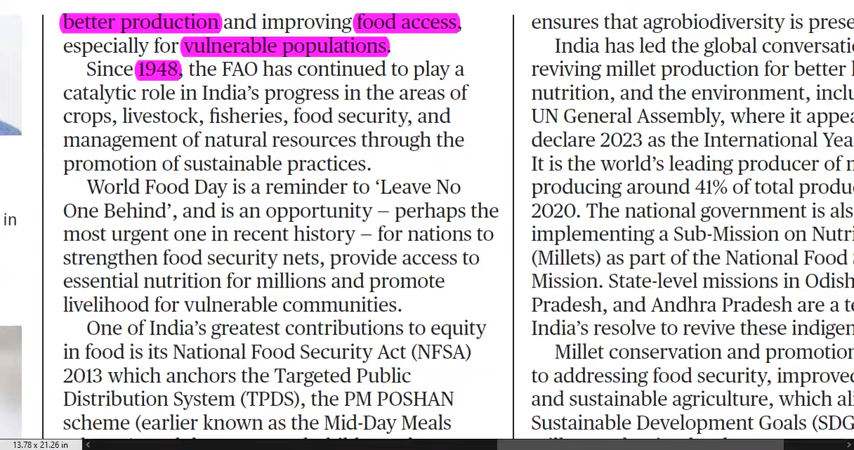 better production and improving food access,
especially for vulnerable populations.
Since 1948, the FAO has continued to play a
catalytic role in India's progress in the areas of
crops, livestock, fisheries, food security, and
management of natural resources through the
promotion of sustainable practices.
World Food Day is a reminder to ‘Leave No
One Behind’, and is an opportunity – perhaps the
most urgent one in recent history – for nations to
strengthen food security nets, provide access to
essential nutrition for millions and promote
livelihood for vulnerable communities.
One of India's greatest contributions to equity
in food is its National Food Security Act (NFSA)
2013 which anchors the Targeted Public
Distribution System (TPDS), the PM POSHAN
scheme (earlier known as the Mid-Day Meals
ensures that agrobiodiversity is prese
India has led the global conversatio
reviving millet production for better
nutrition, and the environment, inclu
UN General Assembly, where it appea
declare 2023 as the International Yea
It is the world's leading producer of
producing around 41% of total produ
2020. The national government is als
implementing a Sub-Mission on Nutri
(Millets) as part of the National Food
Mission. State-level missions in Odish
Pradesh, and Andhra Pradesh are a te
India's resolve to revive these indigen
Millet conservation and promotion
to addressing food security, improved
and sustainable agriculture, which ali
Sustainable Development Goals (SDG
in
13.78 x 21.26 in